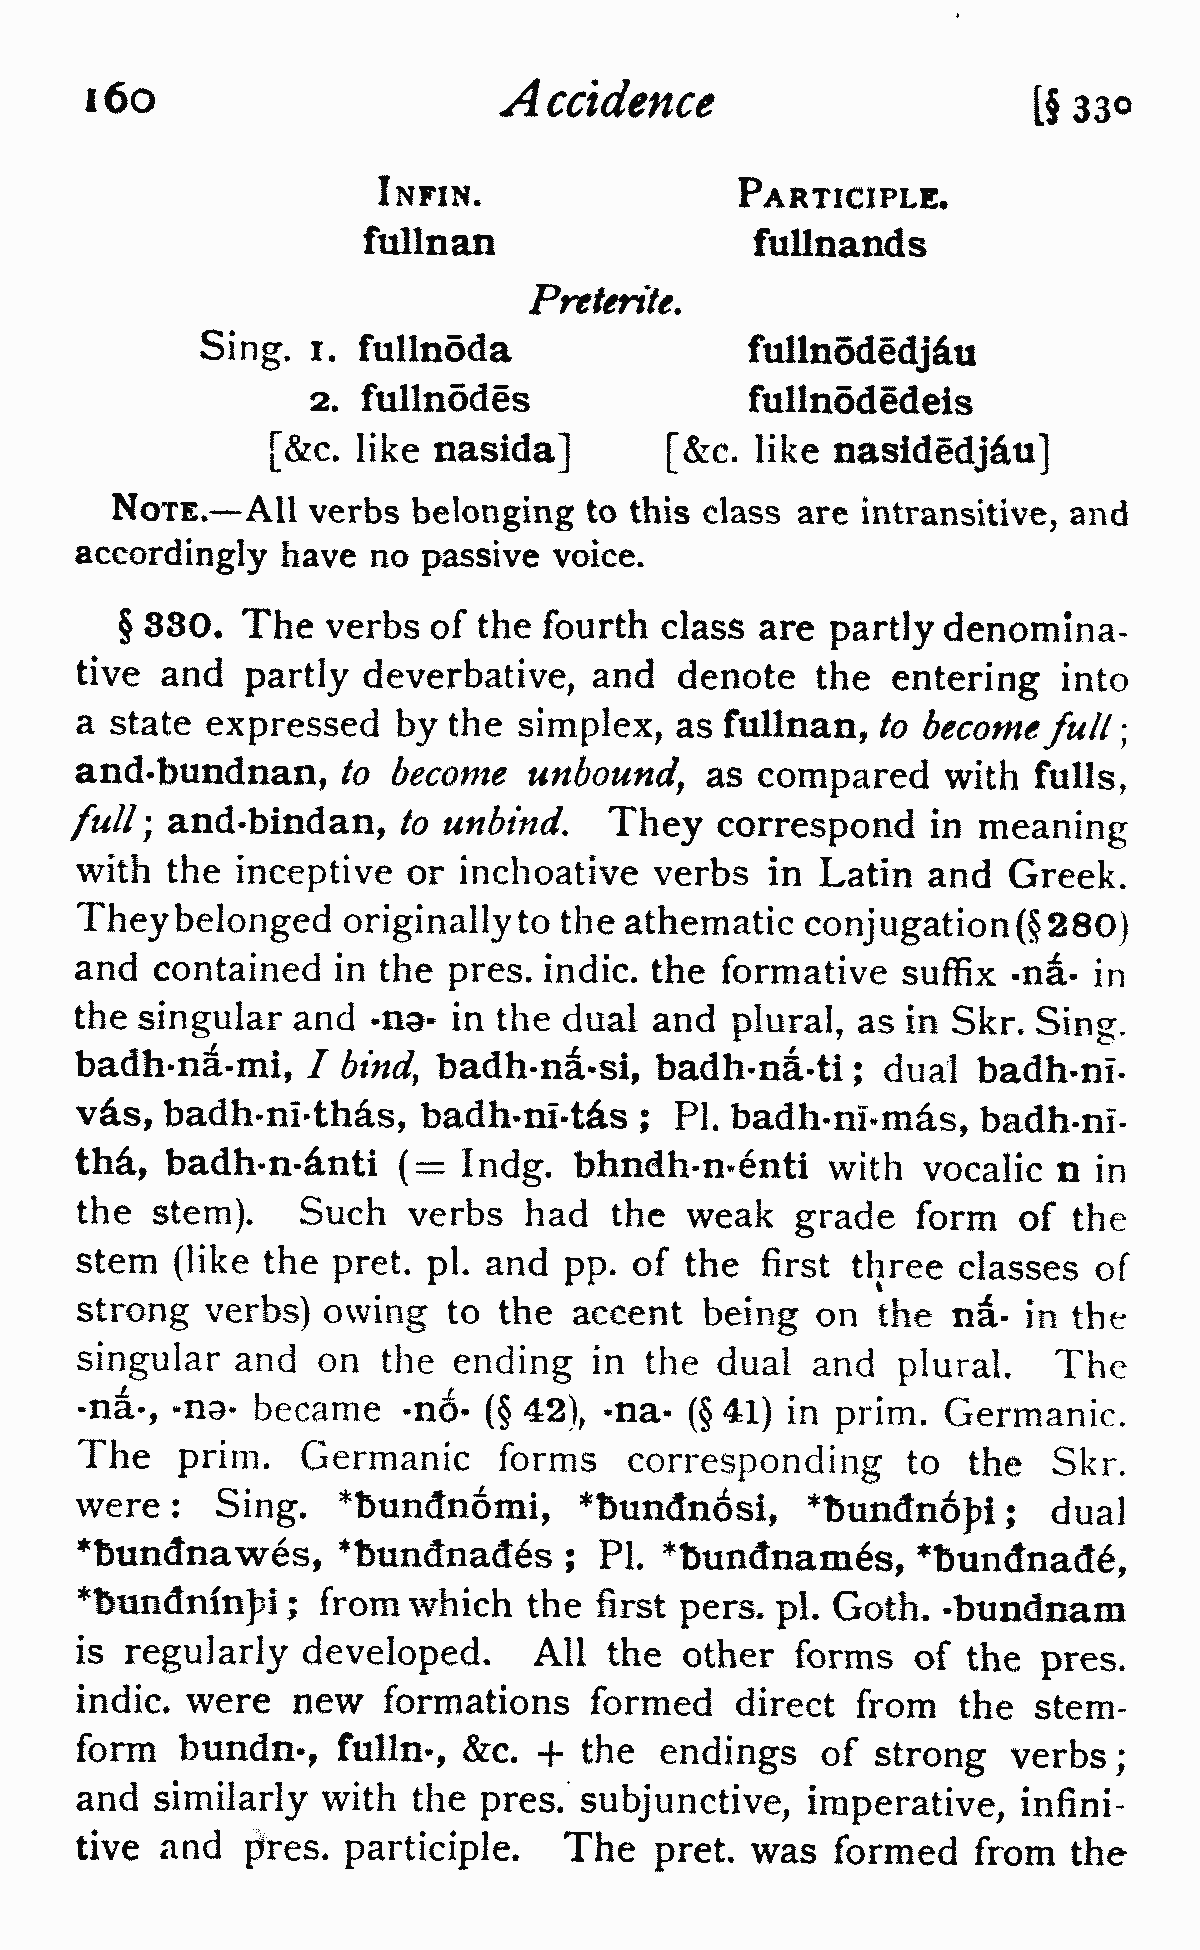 160 Accidence [§ 330
INFIN. PARTICIPLE.
fullnan fullnands
Preterite.
Sing. 1. fullnōda fullnōdēdjáu
2. fullnōdēs fullnōdēdeis
[&c. like nasida] [&c. like nasidēdjáu]
NOTE.—All verbs belonging to this class are intransitive, and
accordingly have no passive voice.
§ 330. The verbs of the fourth class are partly denomina-
tive and partly deverbative, and denote the entering into
a state expressed by the simplex, as fullnan, to become full;
and-bundnan, to become unbound, as compared with fulls,
full; and-bindan, to unbind. They correspond in meaning
with the inceptive or inchoative verbs in Latin and Greek.
They belonged originally to the athematic conjugation (§ 280)
and contained in the pres. indic. the formative suffix -nā́- in
the singular and -nə- in the dual and plural, as in Skr. Sing.
badh-nā́-mi, I bind, badh-nā́-si, badh-nā́-ti; dual badh-nī-
vás, badh-nī-thás, badh-nī-tás; Pl. badh-nī-más, badh-nī-
thá, badh-n-ánti (= Indg. bhndh-n-énti with vocalic n in
the stem). Such verbs had the weak grade form of the
stem (like the pret. pl. and pp. of the first three classes of
strong verbs) owing to the accent being on the nā́- in the
singular and on the ending in the dual and plural. The
-nā́-, -nə- became -nṓ- (§ 42), -na- (§ 41) in prim. Germanic.
The prim. Germanic forms corresponding to the Skr.
were: Sing. *ƀunđnṓmi, *ƀunđnṓsi, *ƀunđnṓþi; dual
*ƀunđnawés, *ƀunđnađés; Pl. *ƀunđnamés, *ƀunđnađé,
*ƀunđnínþi; from which the first pers. pl. Goth. -bundnam
is regularly developed. All the other forms of the pres.
indic. were new formations formed direct from the stem-
form bundn-, fulln-, &c. + the endings of strong verbs;
and similarly with the pres. subjunctive, imperative, infini-
tive and pres. participle. The pret. was formed from the